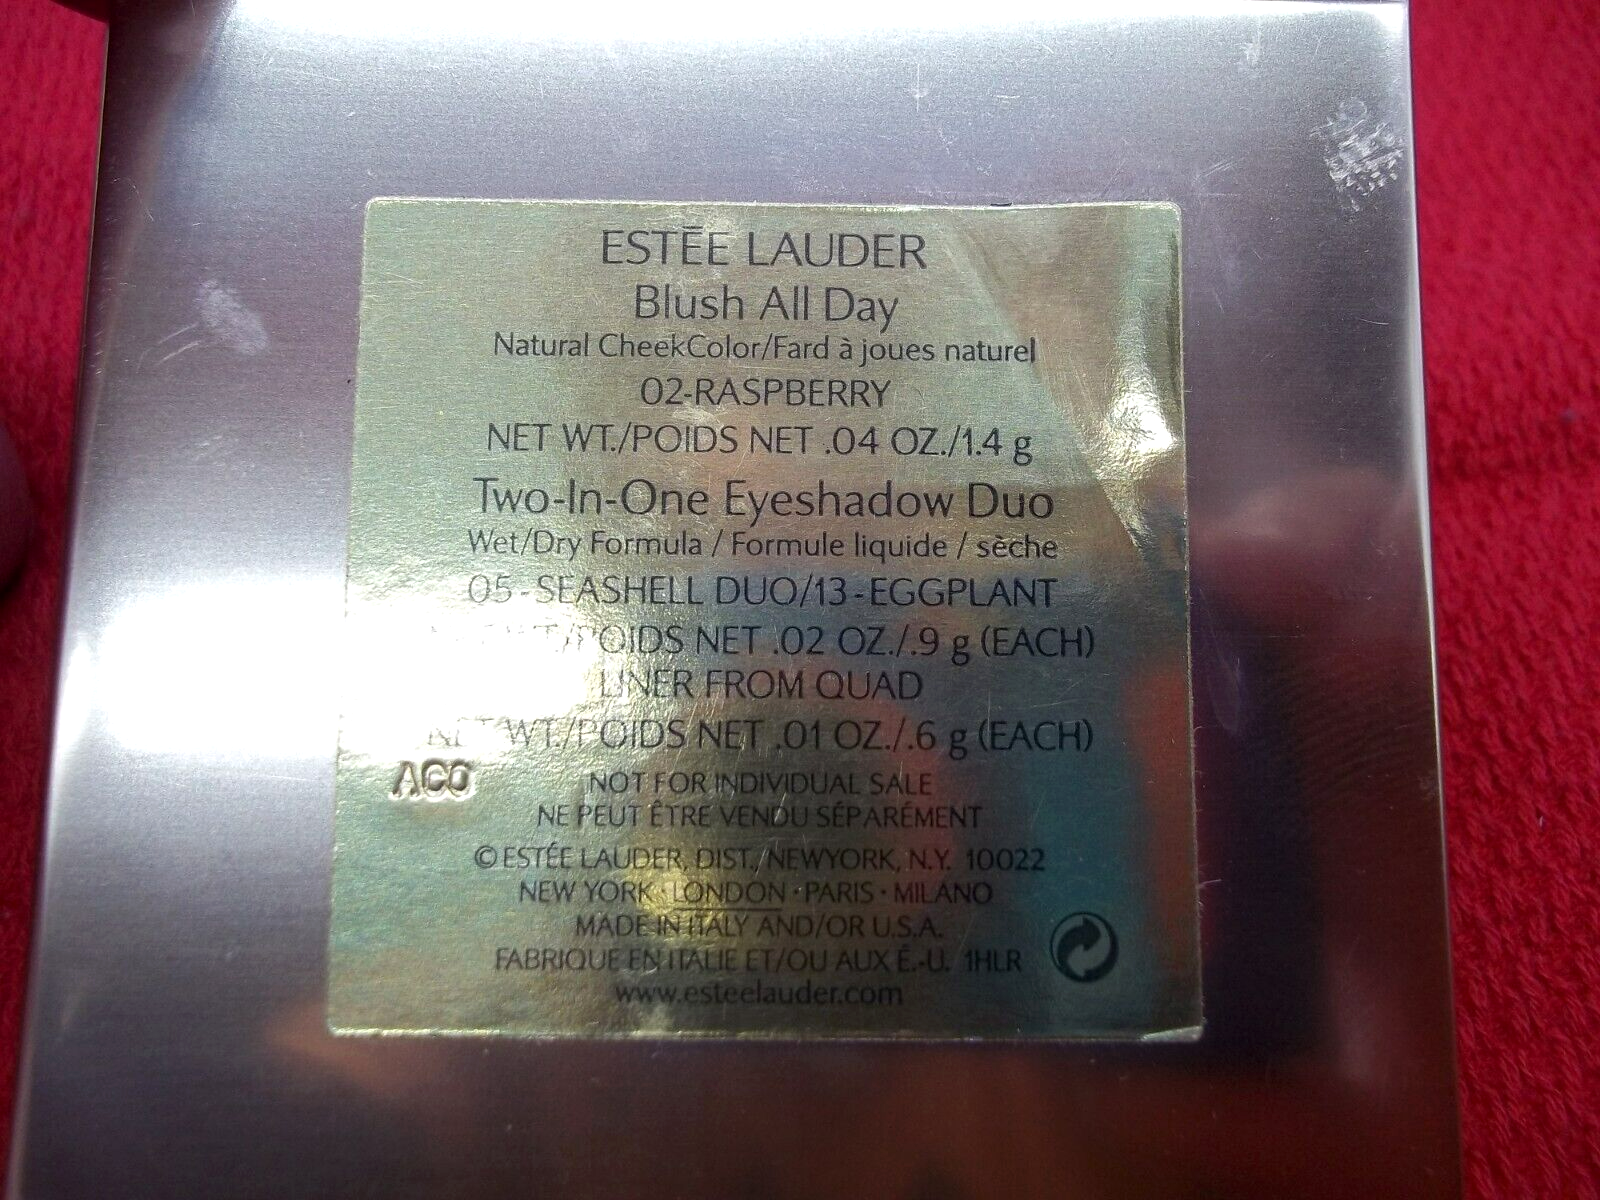 ESTĒE LAUDER
Blush All Day
Natural CheekColor/Fard à joues naturel
02-RASPBERRY
NET WT./POIDS NET .04 OZ./1.4 g
Two-In-One Eyeshadow Duo
Wet/Dry Formula / Formule liquide / sèche
05-SEASHELL DUO/13-EGGPLANT
WT./POIDS NET .02 OZ./.9 g (EACH)
LINER FROM QUAD
NET WT./POIDS NET .01 OZ./.6 g (EACH)
ACO
NOT FOR INDIVIDUAL SALE
NE PEUT ÊTRE VENDU SÉPARÉMENT
©ESTÉE LAUDER, DIST., NEWYORK, N.Y. 10022
NEW YORK · LONDON · PARIS · MILANO
MADE IN ITALY AND/OR U.S.A.
FABRIQUE EN ITALIE ET/OU AUX É.-U. 1HLR
www.esteelauder.com